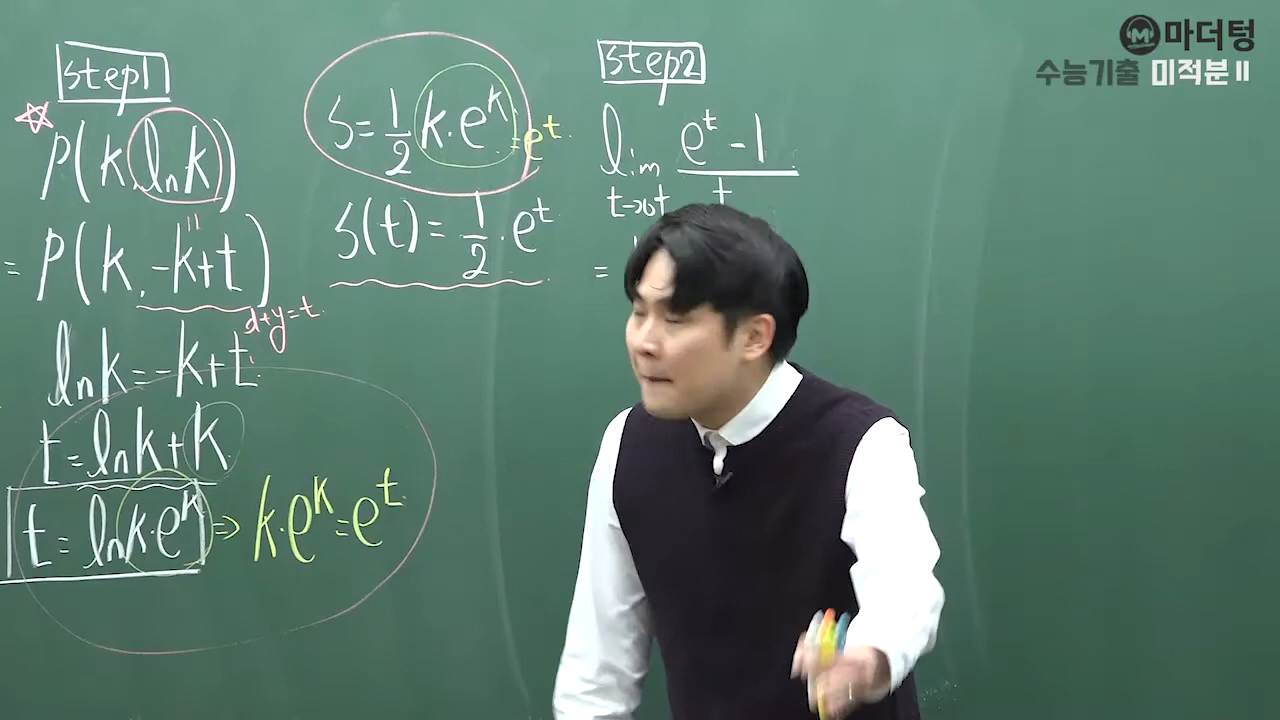 마더텅
수능기출 미적분 II
step1
☆
P(k, ln k)
"
= P(k, -k+t)
x+y=t.
ln k = -k+t
t = ln k + k
t = ln k·e^k ⇒ k·e^k = e^t
S = 1/2 k·e^k = e^t.
S(t) = 1/2 · e^t
step2
lim t→0+ (e^t - 1)/t
=